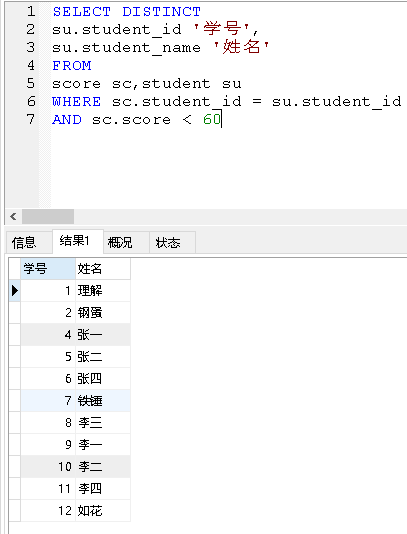 1 SELECT DISTINCT
2 su.student_id '学号',
3 su.student_name '姓名'
4 FROM
5 score sc,student su
6 WHERE sc.student_id = su.student_id
7 AND sc.score < 60
信息 结果1 概况 状态
学号 姓名
1 理解
2 钢蛋
4 张一
5 张二
6 张四
7 铁锤
8 李三
9 李一
10 李二
11 李四
12 如花